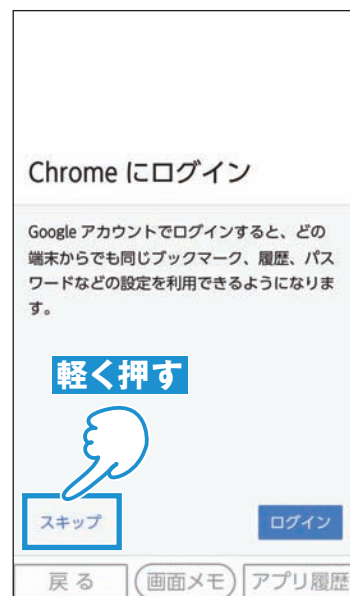 Chrome にログイン
Google アカウントでログインすると、どの
端末からでも同じブックマーク、履歴、パス
ワードなどの設定を利用できるようになりま
す。
軽く押す
スキップ
ログイン
戻る
画面メモ
アプリ履歴